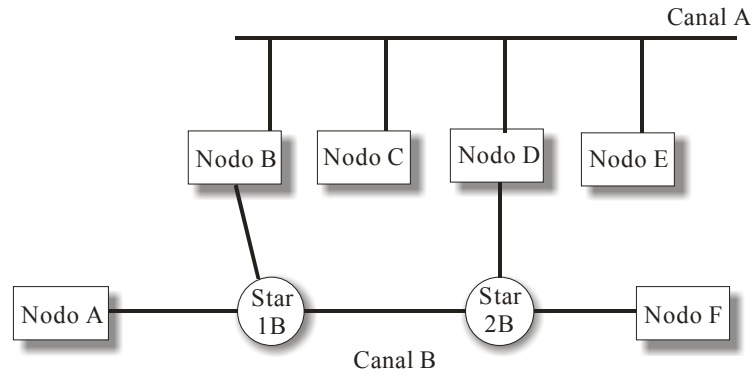 Canal A
Nodo B
Nodo C
Nodo D
Nodo E
Nodo A
Star
1B
Star
2B
Nodo F
Canal B